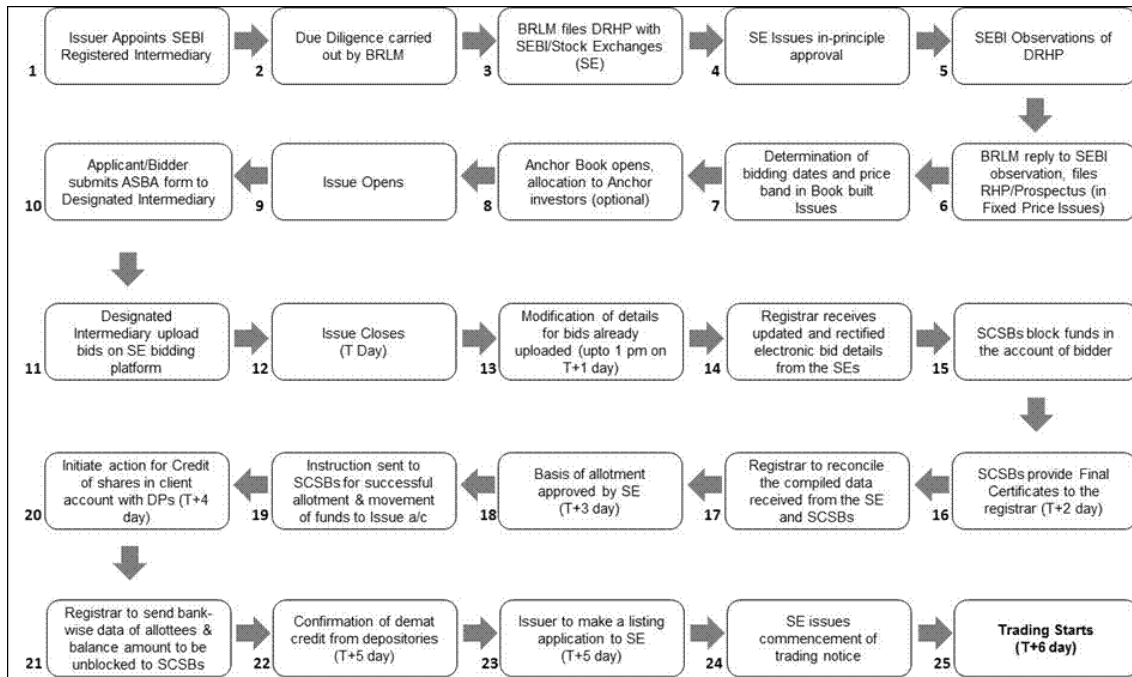 Issuer Appoints SEBI
Registered Intermediary
1
Due Diligence carried
out by BRLM
2
BRLM files DRHP with
SEBI/Stock Exchanges
(SE)
3
SE Issues in-principle
approval
4
SEBI Observations of
DRHP
5
BRLM reply to SEBI
observation, files
RHP/Prospectus (in
Fixed Price Issues)
6
Determination of
bidding dates and price
band in Book built
Issues
7
Anchor Book opens,
allocation to Anchor
investors (optional)
8
Issue Opens
9
Applicant/Bidder
submits ASBA form to
Designated Intermediary
10
Designated
Intermediary upload
bids on SE bidding
platform
11
Issue Closes
(T Day)
12
Modification of details
for bids already
uploaded (upto 1 pm on
T+1 day)
13
Registrar receives
updated and rectified
electronic bid details
from the SEs
14
SCSBs block funds in
the account of bidder
15
SCSBs provide Final
Certificates to the
registrar (T+2 day)
16
Registrar to reconcile
the compiled data
received from the SE
and SCSBs
17
Basis of allotment
approved by SE
(T+3 day)
18
Instruction sent to
SCSBs for successful
allotment & movement
of funds to Issue a/c
19
Initiate action for Credit
of shares in client
account with DPs (T+4
day)
20
Registrar to send bank-
wise data of allottees &
balance amount to be
unblocked to SCSBs
21
Confirmation of demat
credit from depositories
(T+5 day)
22
Issuer to make a listing
application to SE
(T+5 day)
23
SE issues
commencement of
trading notice
24
Trading Starts
(T+6 day)
25